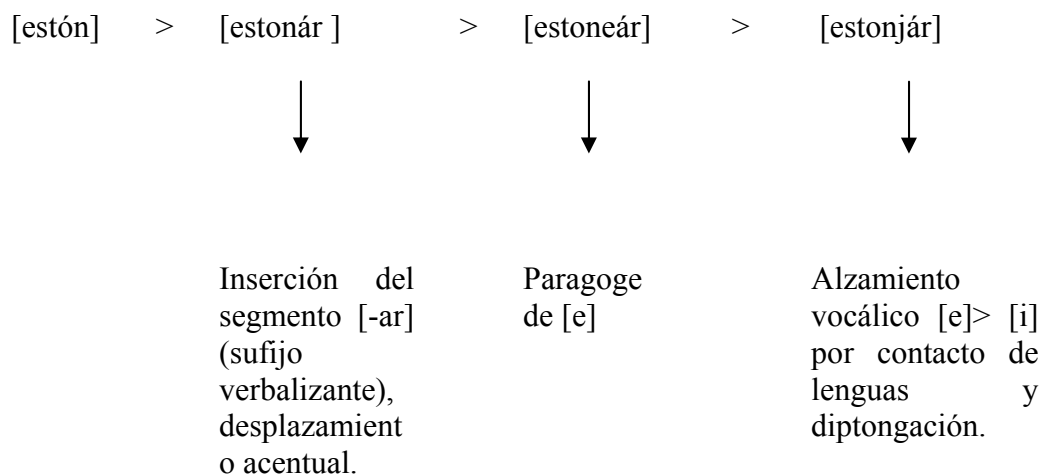 [estón] > [estonár ] > [estoneár] > [estonjár]
Inserción del
segmento [-ar]
(sufijo
verbalizante),
desplazamient
o acentual.
Paragoge
de [e]
Alzamiento
vocálico [e]> [i]
por contacto de
lenguas y
diptongación.